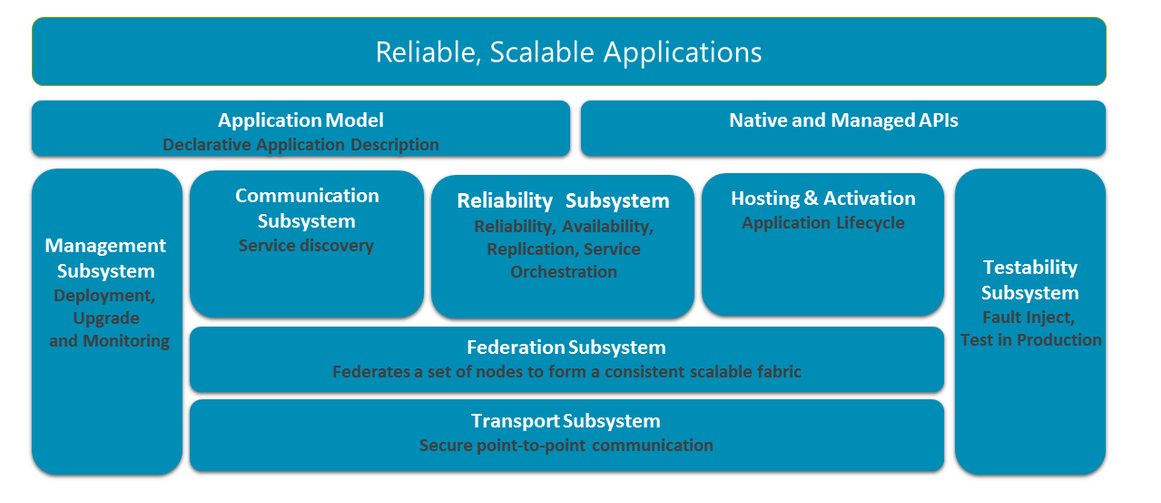 Reliable, Scalable Applications
Application Model
Declarative Application Description
Native and Managed APIs
Management
Subsystem
Deployment,
Upgrade
and Monitoring
Communication
Subsystem
Service discovery
Reliability Subsystem
Reliability, Availability,
Replication, Service
Orchestration
Hosting & Activation
Application Lifecycle
Testability
Subsystem
Fault Inject,
Test in Production
Federation Subsystem
Federates a set of nodes to form a consistent scalable fabric
Transport Subsystem
Secure point-to-point communication